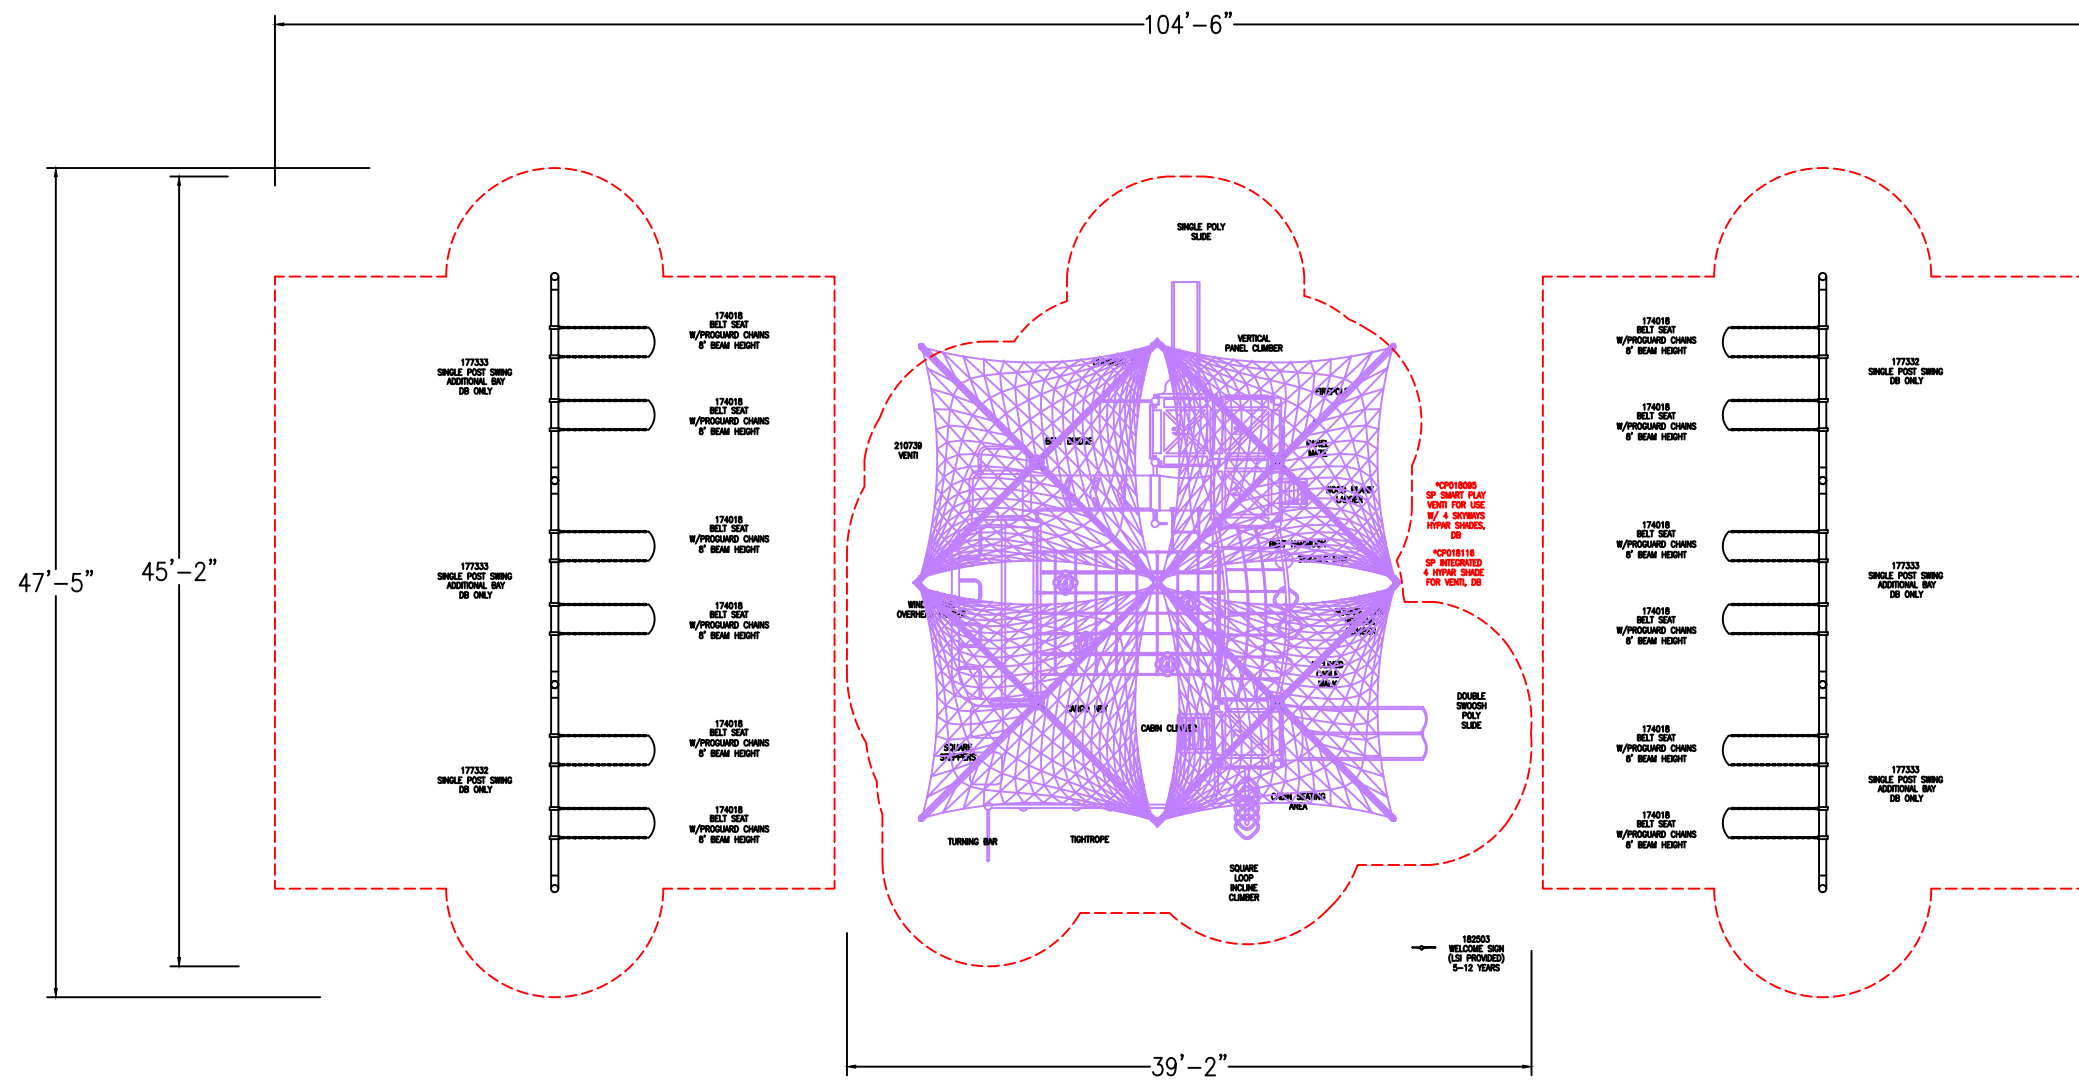 104'-6"
47'-5"
45'-2"
39'-2"
177333
SINGLE POST SWING
ADDITIONAL BAY
DB ONLY
177333
SINGLE POST SWING
ADDITIONAL BAY
DB ONLY
177332
SINGLE POST SWING
DB ONLY
174018
BELT SEAT
W/PROGUARD CHAINS
8' BEAM HEIGHT
174018
BELT SEAT
W/PROGUARD CHAINS
8' BEAM HEIGHT
174018
BELT SEAT
W/PROGUARD CHAINS
8' BEAM HEIGHT
174018
BELT SEAT
W/PROGUARD CHAINS
8' BEAM HEIGHT
174018
BELT SEAT
W/PROGUARD CHAINS
8' BEAM HEIGHT
174018
BELT SEAT
W/PROGUARD CHAINS
8' BEAM HEIGHT
SINGLE POLY
SLIDE
VERTICAL
PANEL CLIMBER
210739
VENTI
*CP018095
SP SMART PLAY
VENTI FOR USE
W/ 4 SKYWAYS
HYPAR SHADES,
DB
*CP018116
SP INTEGRATED
4 HYPAR SHADE
FOR VENTI, DB
DOUBLE
SWOOSH
POLY
SLIDE
SQUARE
STEPPERS
CABIN CLIMBER
CABIN SEATING
AREA
TURNING BAR
TIGHTROPE
SQUARE
LOOP
INCLINE
CLIMBER
182503
WELCOME SIGN
(LSI PROVIDED)
5-12 YEARS
174018
BELT SEAT
W/PROGUARD CHAINS
8' BEAM HEIGHT
174018
BELT SEAT
W/PROGUARD CHAINS
8' BEAM HEIGHT
174018
BELT SEAT
W/PROGUARD CHAINS
8' BEAM HEIGHT
174018
BELT SEAT
W/PROGUARD CHAINS
8' BEAM HEIGHT
174018
BELT SEAT
W/PROGUARD CHAINS
8' BEAM HEIGHT
174018
BELT SEAT
W/PROGUARD CHAINS
8' BEAM HEIGHT
177332
SINGLE POST SWING
DB ONLY
177333
SINGLE POST SWING
ADDITIONAL BAY
DB ONLY
177333
SINGLE POST SWING
ADDITIONAL BAY
DB ONLY